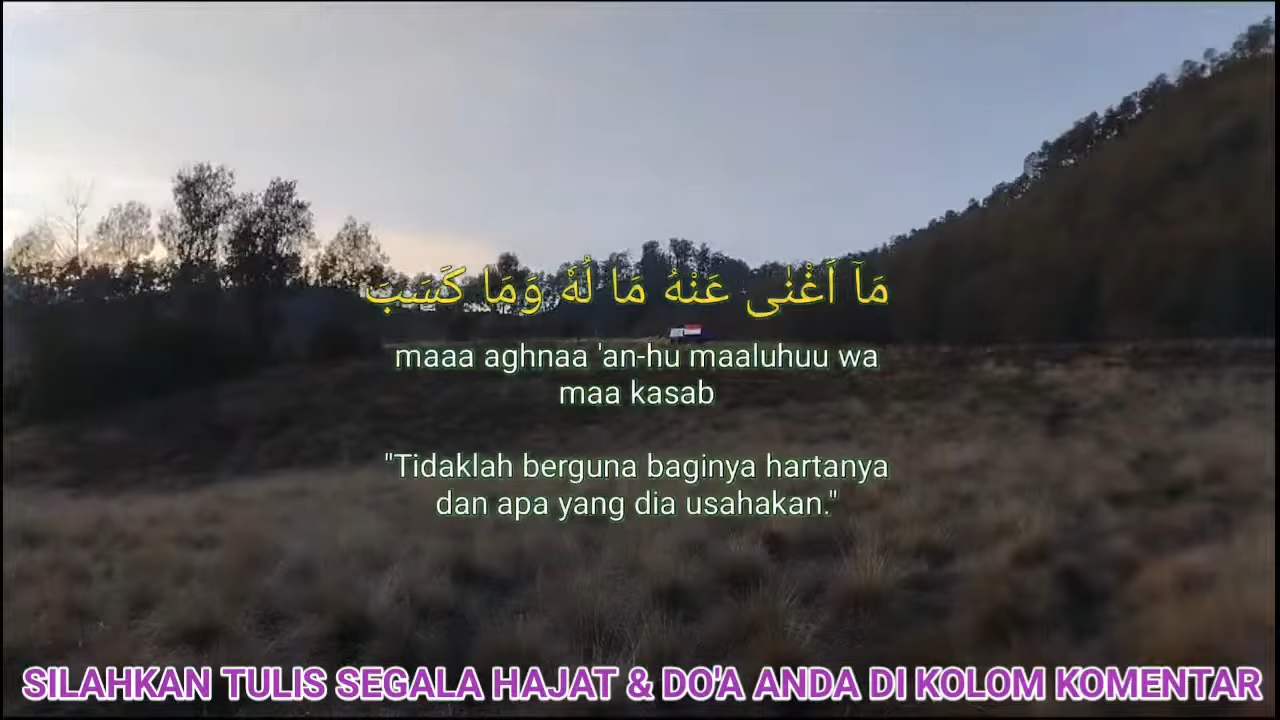 مَآ اَغْنٰى عَنْهُ مَا لُهٗ وَمَا كَسَبَ
maaa aghnaa 'an-hu maaluhuu wa
maa kasab
"Tidaklah berguna baginya hartanya
dan apa yang dia usahakan."
SILAHKAN TULIS SEGALA HAJAT & DO'A ANDA DI KOLOM KOMENTAR